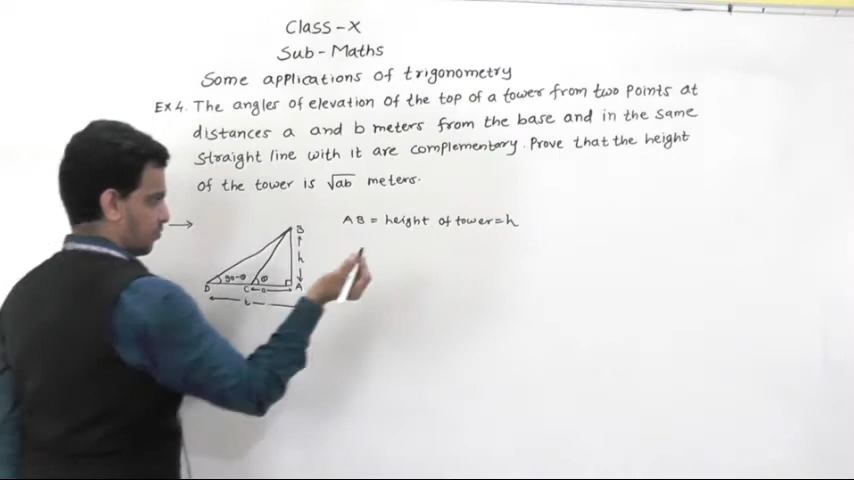 Class-X
Sub-Maths
Some applications of trigonometry
Ex 4. The angles of elevation of the top of a tower from two points at
distances a and b meters from the base and in the same
straight line with it are complementary. Prove that the height
of the tower is √ab meters.
→ B AB = height of tower = h
h
90-θ θ
D C a A
b